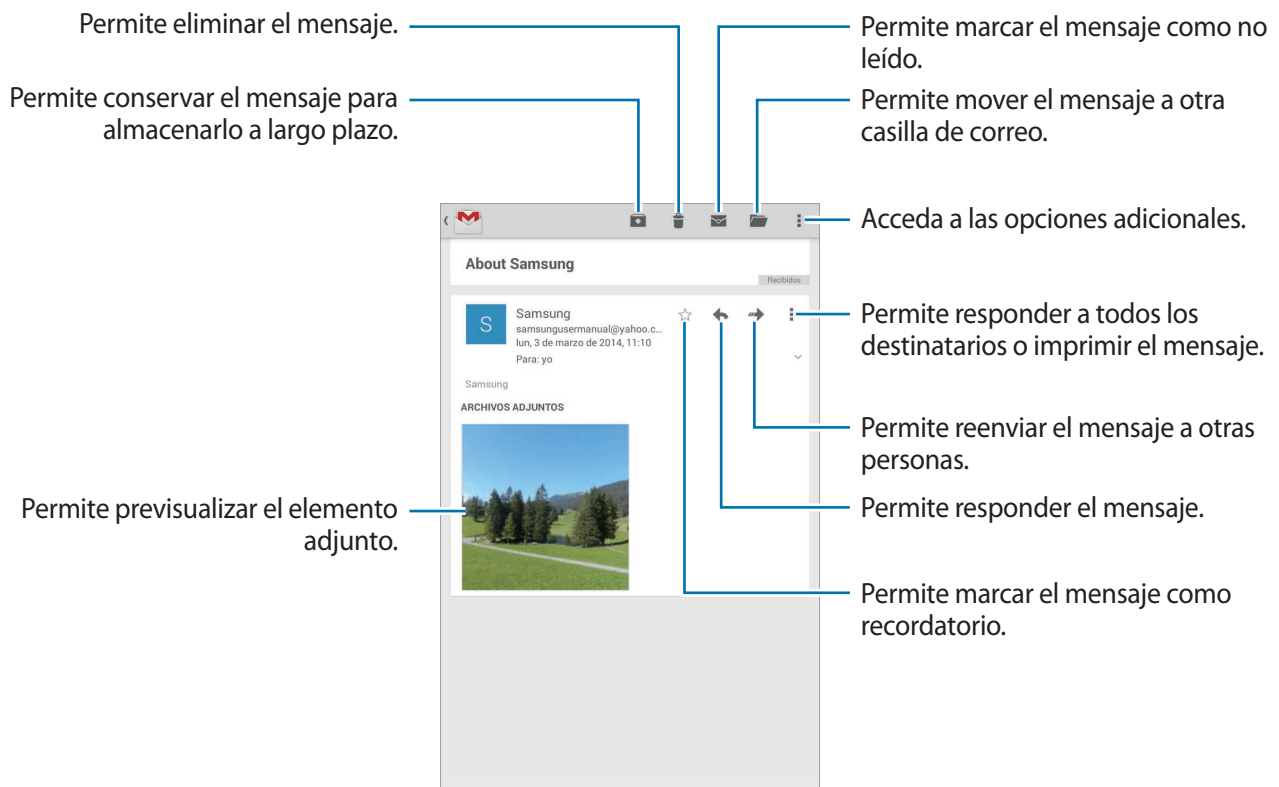 Permite eliminar el mensaje.
Permite conservar el mensaje para
almacenarlo a largo plazo.
Permite marcar el mensaje como no
leído.
Permite mover el mensaje a otra
casilla de correo.
Acceda a las opciones adicionales.
About Samsung
Recibidos
S
Samsung
samsungusermanual@yahoo.c...
lun, 3 de marzo de 2014, 11:10
Para: yo
Samsung
ARCHIVOS ADJUNTOS
Permite responder a todos los
destinatarios o imprimir el mensaje.
Permite reenviar el mensaje a otras
personas.
Permite responder el mensaje.
Permite marcar el mensaje como
recordatorio.
Permite previsualizar el elemento
adjunto.